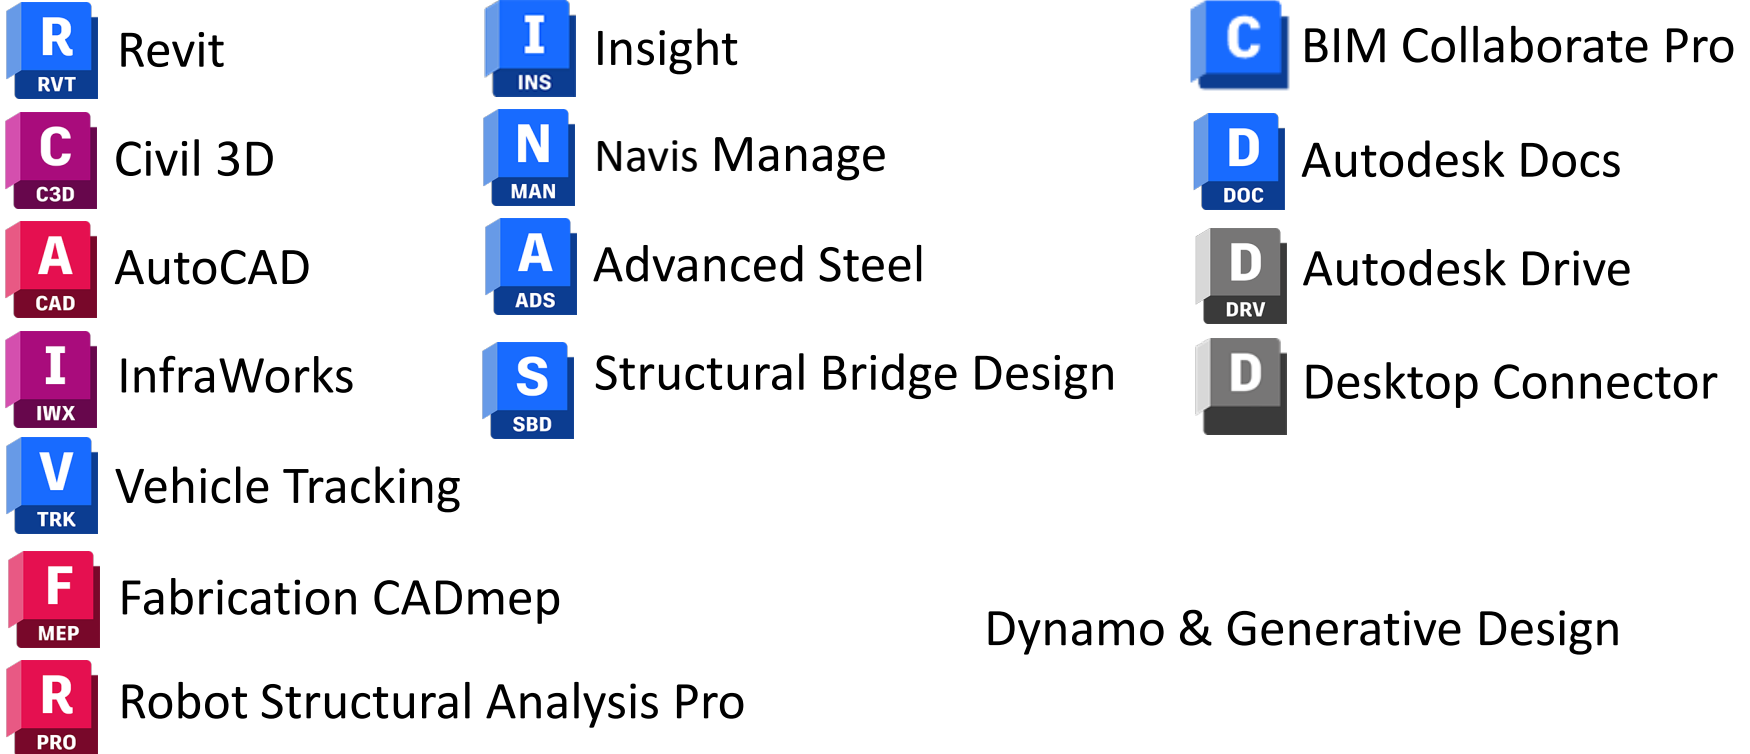 R
RVT
Revit
C
C3D
Civil 3D
A
CAD
AutoCAD
I
IWX
InfraWorks
V
TRK
Vehicle Tracking
F
MEP
Fabrication CADmep
R
PRO
Robot Structural Analysis Pro
I
INS
Insight
N
MAN
Navis Manage
A
ADS
Advanced Steel
S
SBD
Structural Bridge Design
C
BIM Collaborate Pro
D
DOC
Autodesk Docs
D
DRV
Autodesk Drive
D
Desktop Connector
Dynamo & Generative Design